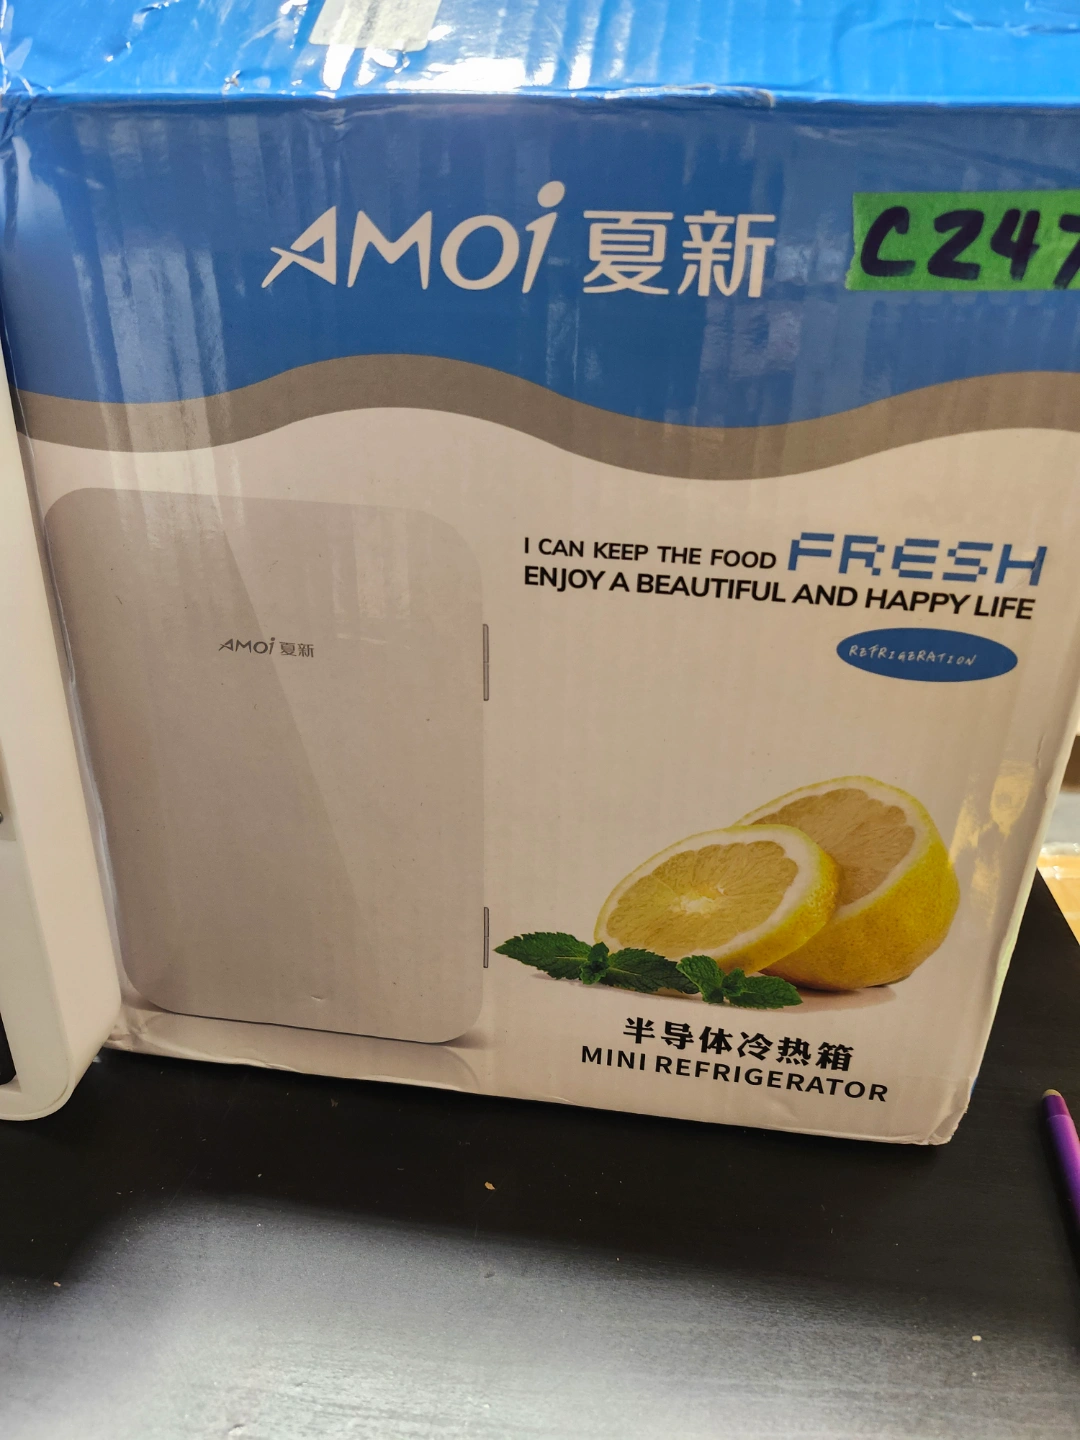 AMOi 夏新
C247
I CAN KEEP THE FOOD FRESH
ENJOY A BEAUTIFUL AND HAPPY LIFE
REFRIGERATION
AMOi 夏新
半导体冷热箱
MINI REFRIGERATOR